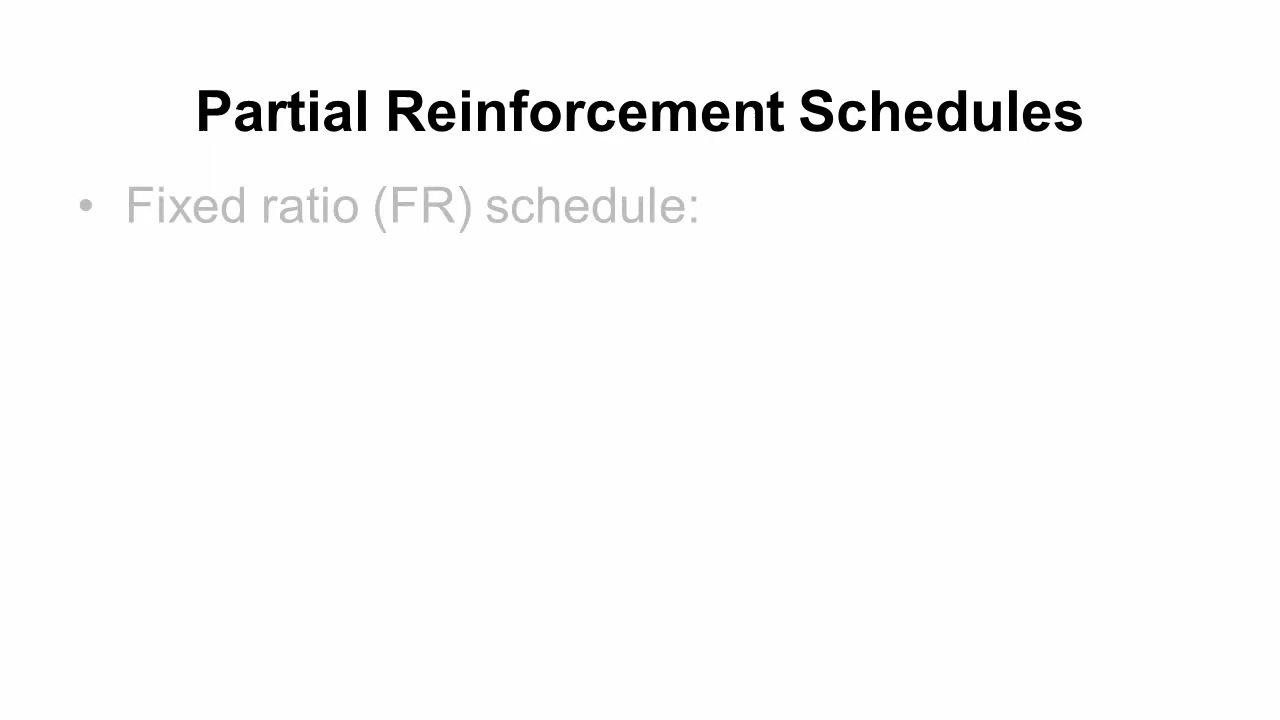 Partial Reinforcement Schedules
• Fixed ratio (FR) schedule: